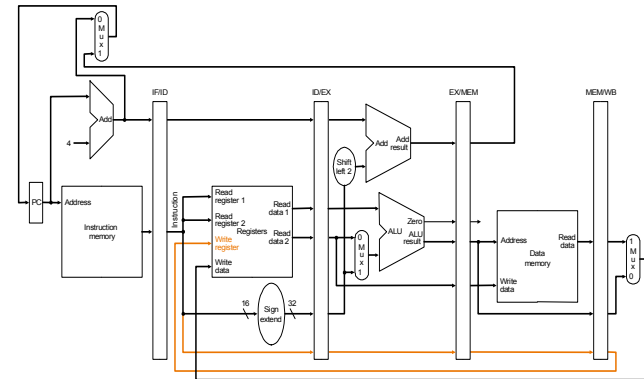 0
M
u
x
1
IF/ID
ID/EX
EX/MEM
MEM/WB
Add
4
Add
Add
result
Shift
left 2
PC
Address
Instruction
memory
Instruction
Read
register 1
Read
register 2
Write
register
Write
data
Registers
Read
data 1
Read
data 2
0
M
u
x
1
Zero
ALU
ALU
result
Address
Write
data
Read
data
Data
memory
1
M
u
x
0
16
Sign
extend
32